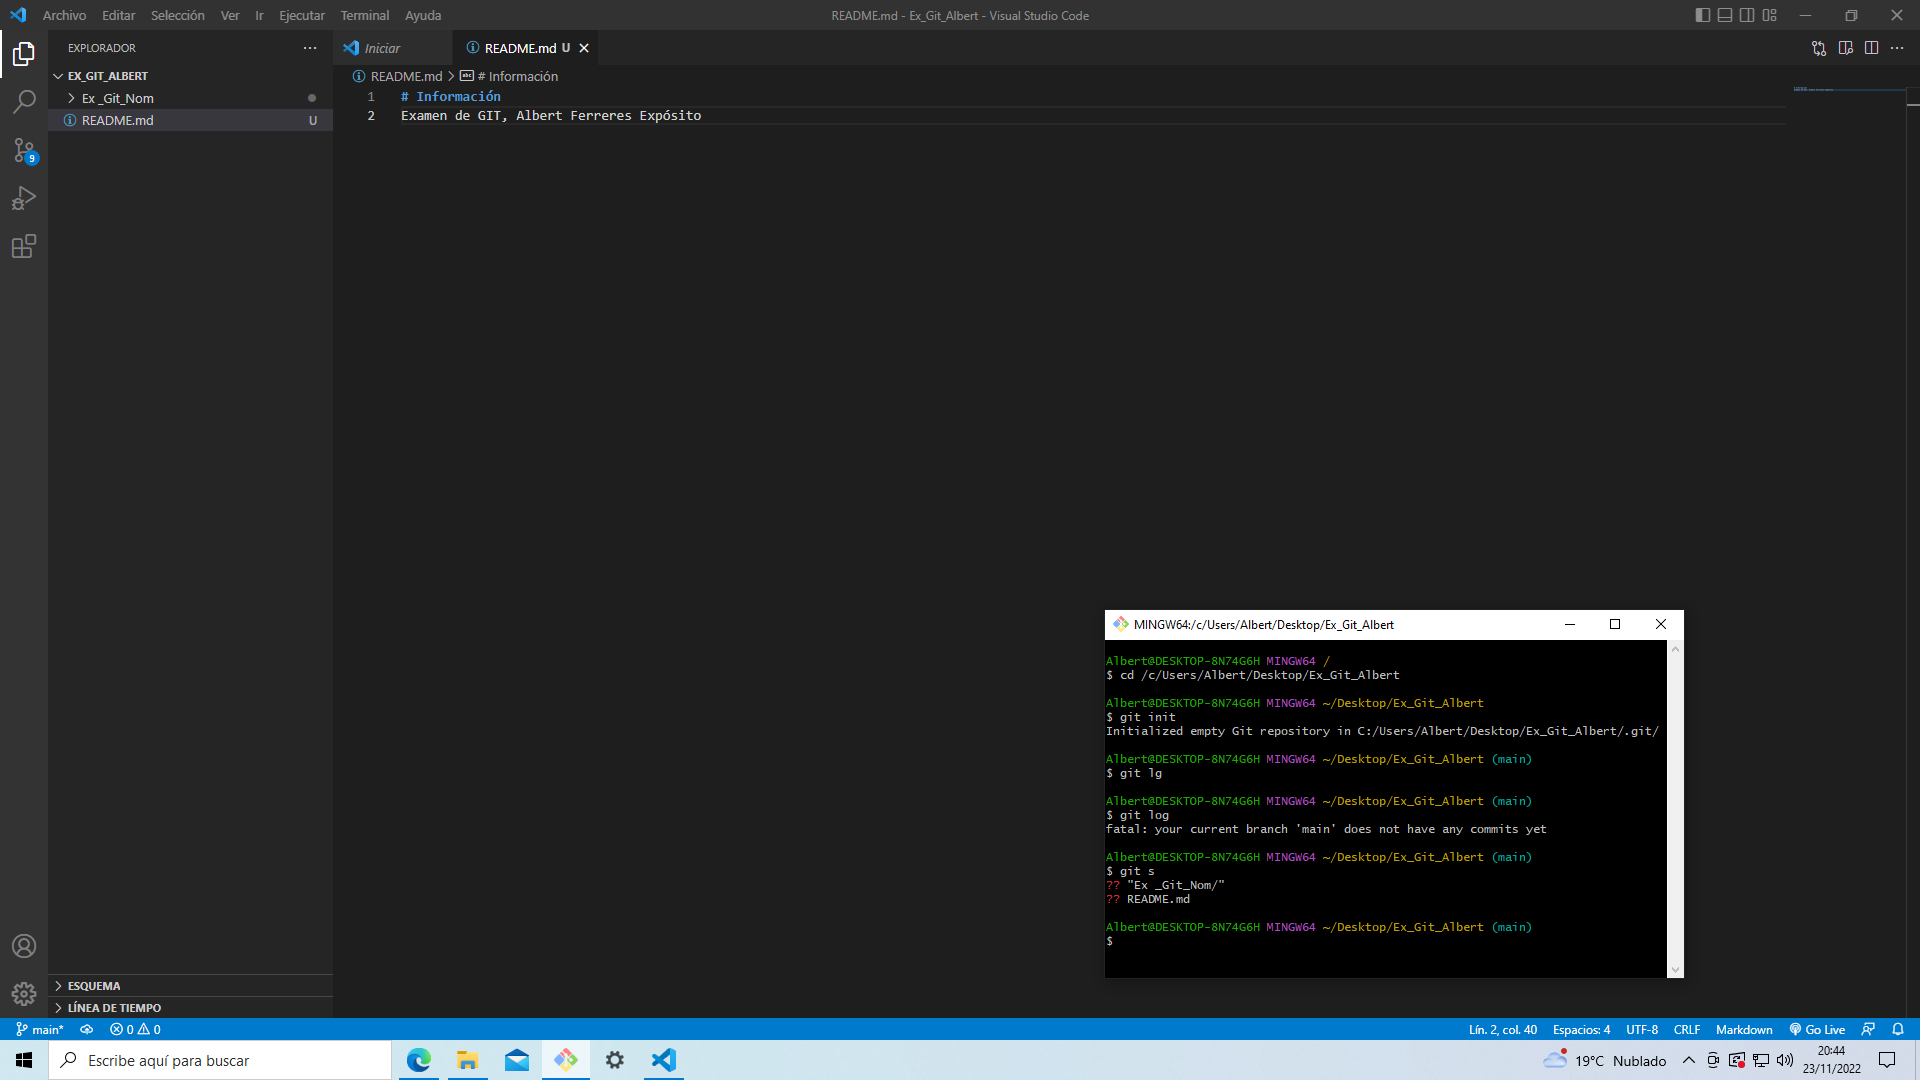 Archivo Editar Selección Ver Ir Ejecutar Terminal Ayuda
README.md - Ex_Git_Albert - Visual Studio Code
EXPLORADOR
Iniciar
README.md U
EX_GIT_ALBERT
README.md > # Información
Ex _Git_Nom
README.md U
9
1 # Información
2 Examen de GIT, Albert Ferreres Expósito
MINGW64:/c/Users/Albert/Desktop/Ex_Git_Albert
Albert@DESKTOP-8N74G6H MINGW64 /
$ cd /c/Users/Albert/Desktop/Ex_Git_Albert
Albert@DESKTOP-8N74G6H MINGW64 ~/Desktop/Ex_Git_Albert
$ git init
Initialized empty Git repository in C:/Users/Albert/Desktop/Ex_Git_Albert/.git/
Albert@DESKTOP-8N74G6H MINGW64 ~/Desktop/Ex_Git_Albert (main)
$ git lg
Albert@DESKTOP-8N74G6H MINGW64 ~/Desktop/Ex_Git_Albert (main)
$ git log
fatal: your current branch 'main' does not have any commits yet
Albert@DESKTOP-8N74G6H MINGW64 ~/Desktop/Ex_Git_Albert (main)
$ git s
?? "Ex _Git_Nom/"
?? README.md
Albert@DESKTOP-8N74G6H MINGW64 ~/Desktop/Ex_Git_Albert (main)
$
ESQUEMA
LÍNEA DE TIEMPO
main* 0 0
Lín. 2, col. 40 Espacios: 4 UTF-8 CRLF Markdown Go Live
Escribe aquí para buscar
19°C Nublado
20:44
23/11/2022